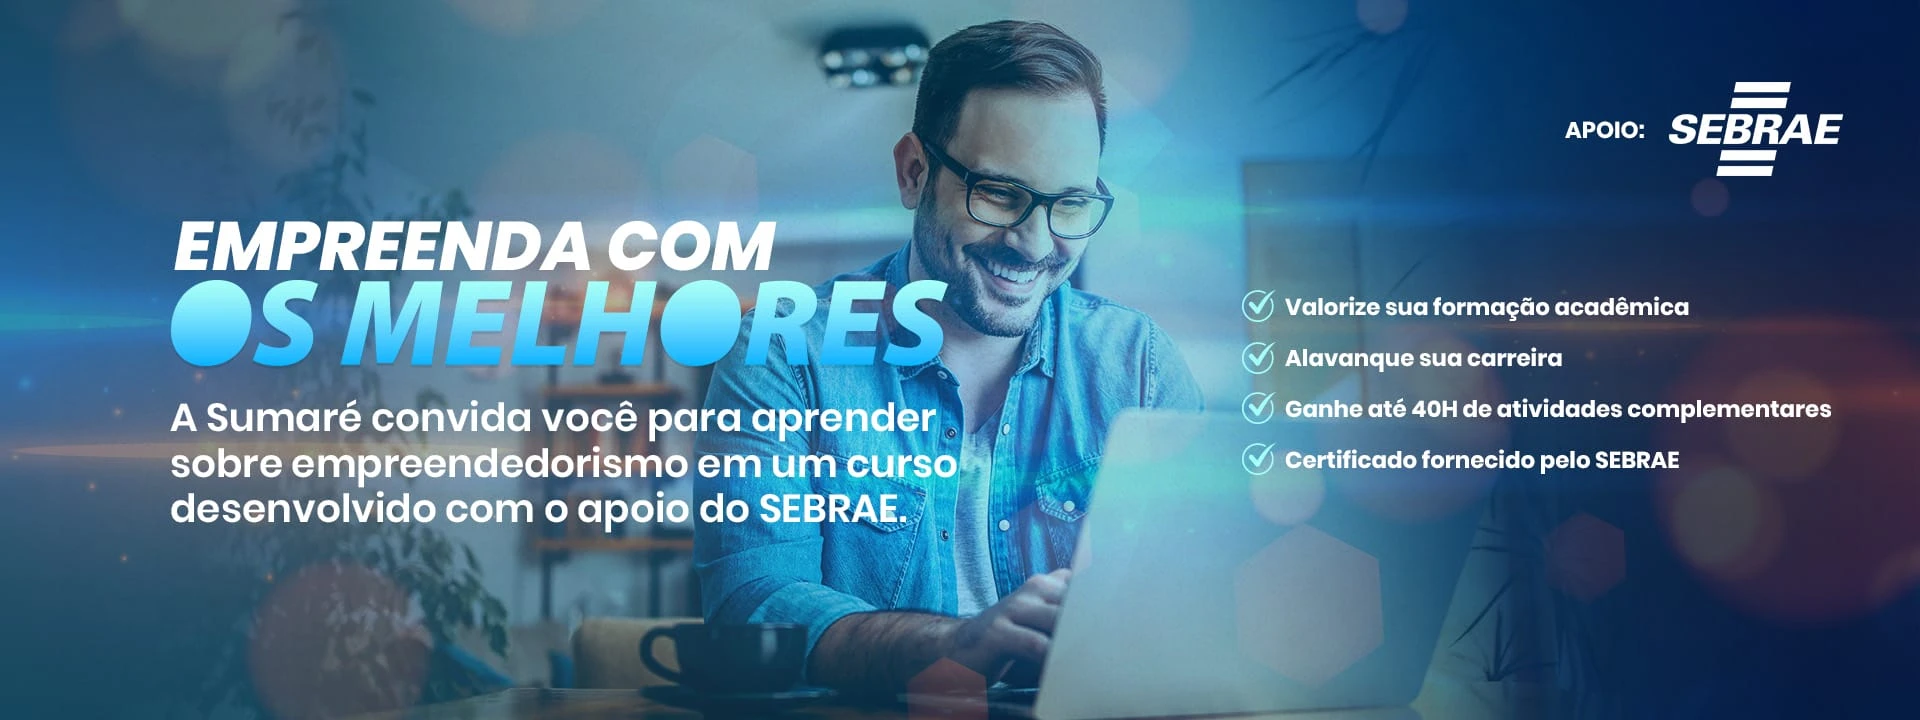 EMPREENDA COM
OS MELHORES
A Sumaré convida você para aprender
sobre empreendedorismo em um curso
desenvolvido com o apoio do SEBRAE.
APOIO: SEBRAE
Valorize sua formação acadêmica
Alavanque sua carreira
Ganhe até 40H de atividades complementares
Certificado fornecido pelo SEBRAE